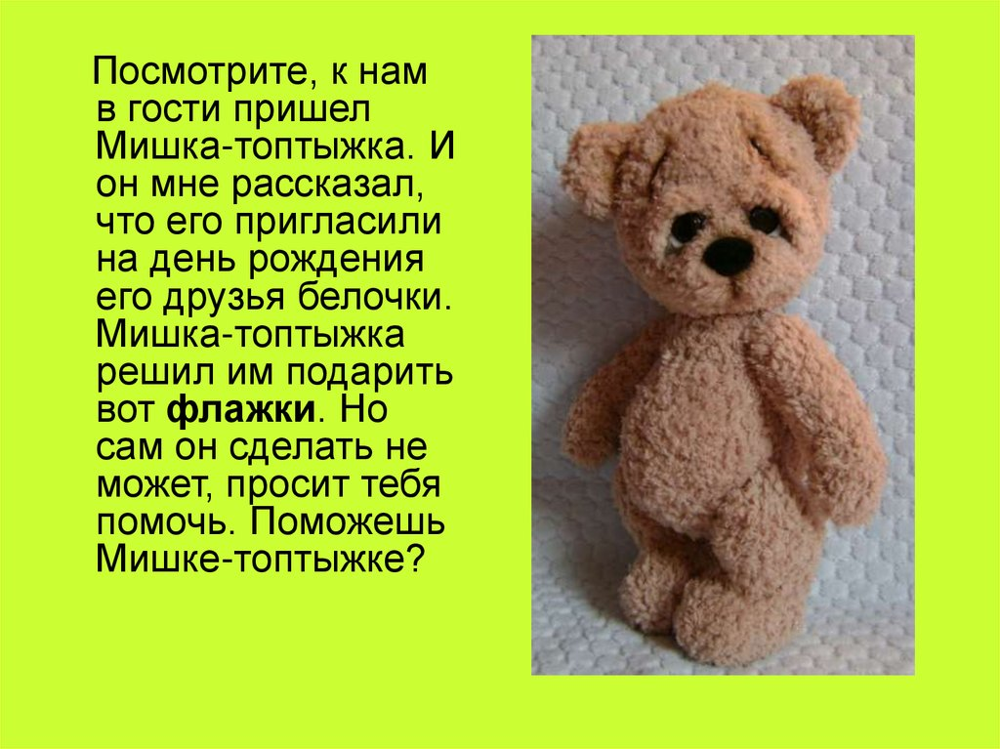 Посмотрите, к нам
в гости пришел
Мишка-топтыжка. И
он мне рассказал,
что его пригласили
на день рождения
его друзья белочки.
Мишка-топтыжка
решил им подарить
вот флажки. Но
сам он сделать не
может, просит тебя
помочь. Поможешь
Мишке-топтыжке?